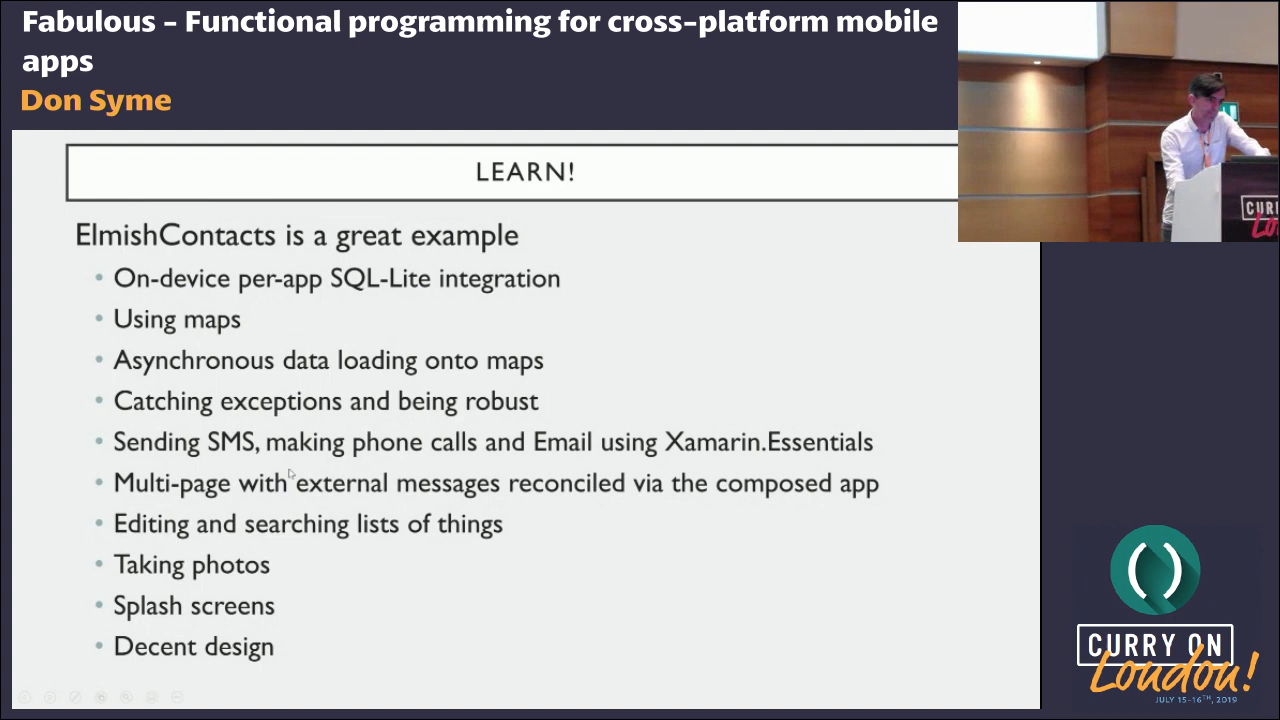 Fabulous – Functional programming for cross-platform mobile
apps
Don Syme
LEARN!
ElmishContacts is a great example
• On-device per-app SQL-Lite integration
• Using maps
• Asynchronous data loading onto maps
• Catching exceptions and being robust
• Sending SMS, making phone calls and Email using Xamarin.Essentials
• Multi-page with external messages reconciled via the composed app
• Editing and searching lists of things
• Taking photos
• Splash screens
• Decent design
CURRY ON
London!
JULY 15-16TH, 2019